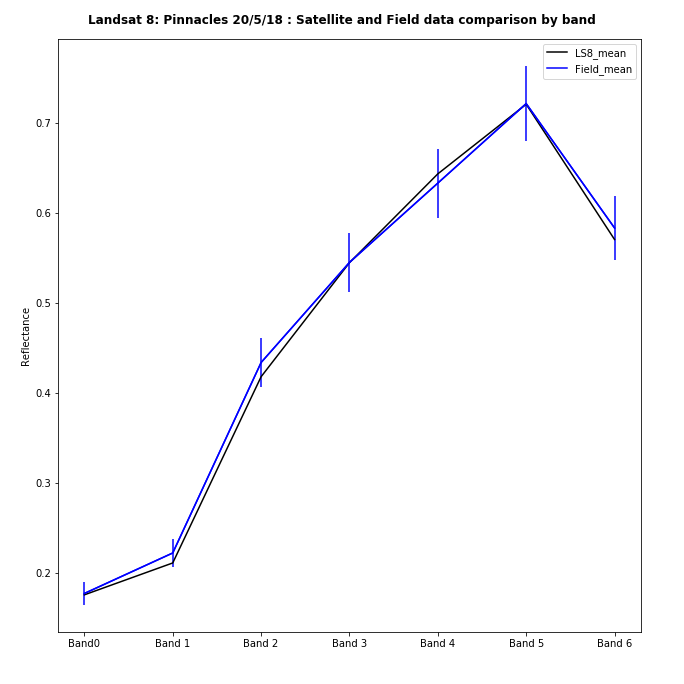 Landsat 8: Pinnacles 20/5/18 : Satellite and Field data comparison by band
LS8_mean
Field_mean
Reflectance
0.7
0.6
0.5
0.4
0.3
0.2
Band0 Band 1 Band 2 Band 3 Band 4 Band 5 Band 6